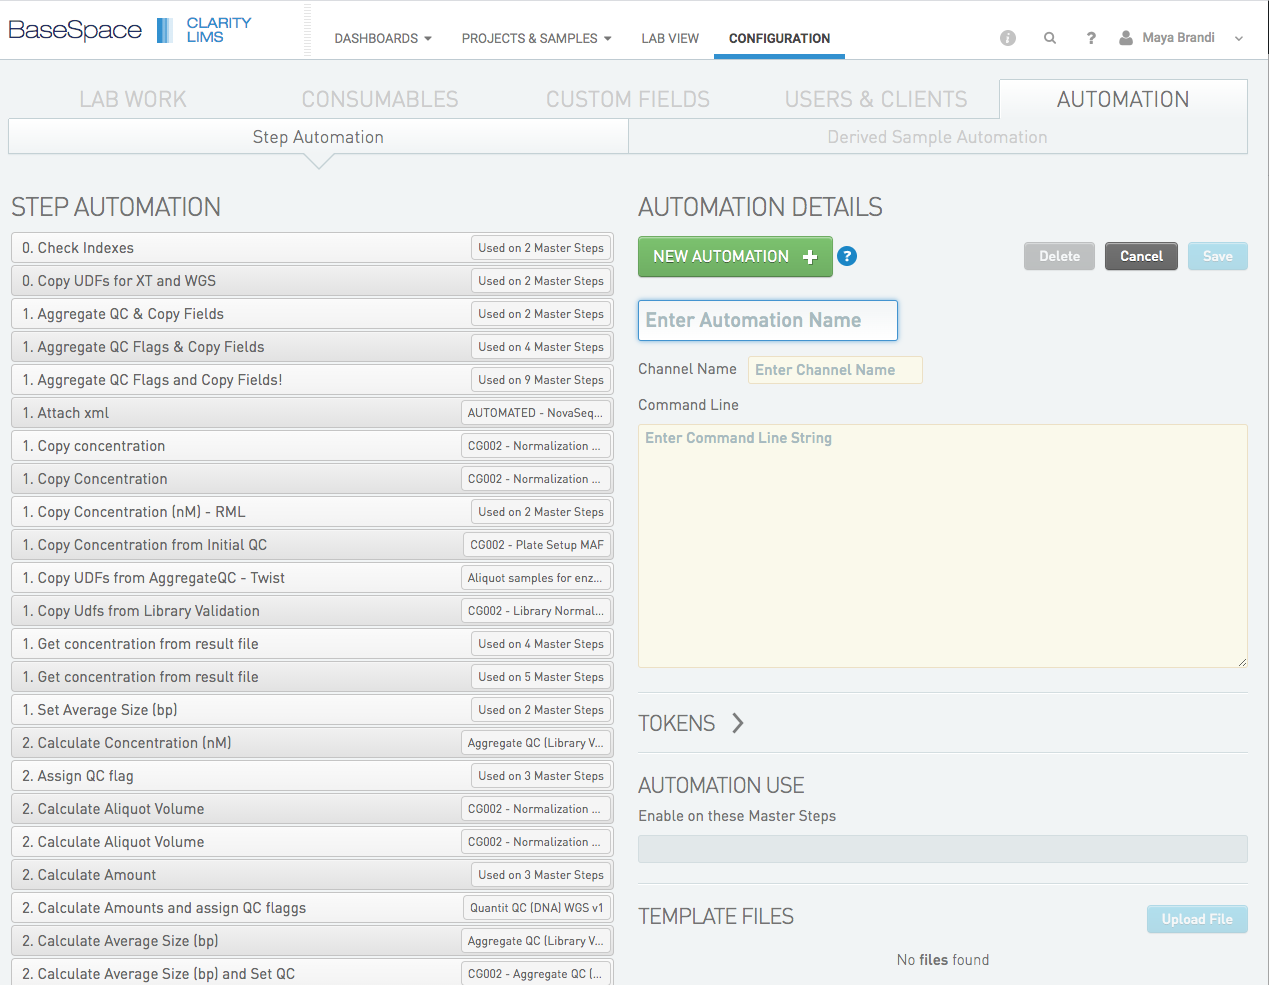 BaseSpace CLARITY LIMS DASHBOARDS PROJECTS & SAMPLES LAB VIEW CONFIGURATION i ? Maya Brandi
LAB WORK CONSUMABLES CUSTOM FIELDS USERS & CLIENTS AUTOMATION
Step Automation Derived Sample Automation
STEP AUTOMATION
0. Check Indexes Used on 2 Master Steps
0. Copy UDFs for XT and WGS Used on 2 Master Steps
1. Aggregate QC & Copy Fields Used on 2 Master Steps
1. Aggregate QC Flags & Copy Fields Used on 4 Master Steps
1. Aggregate QC Flags and Copy Fields! Used on 9 Master Steps
1. Attach xml AUTOMATED - NovaSeq...
1. Copy concentration CG002 - Normalization ...
1. Copy Concentration CG002 - Normalization ...
1. Copy Concentration (nM) - RML Used on 2 Master Steps
1. Copy Concentration from Initial QC CG002 - Plate Setup MAF
1. Copy UDFs from AggregateQC - Twist Aliquot samples for enz...
1. Copy Udfs from Library Validation CG002 - Library Normal...
1. Get concentration from result file Used on 4 Master Steps
1. Get concentration from result file Used on 5 Master Steps
1. Set Average Size (bp) Used on 2 Master Steps
2. Calculate Concentration (nM) Aggregate QC (Library V...
2. Assign QC flag Used on 3 Master Steps
2. Calculate Aliquot Volume CG002 - Normalization ...
2. Calculate Aliquot Volume CG002 - Normalization ...
2. Calculate Amount Used on 3 Master Steps
2. Calculate Amounts and assign QC flaggs Quantit QC (DNA) WGS v1
2. Calculate Average Size (bp) Aggregate QC (Library V...
2. Calculate Average Size (bp) and Set QC CG002 - Aggregate QC (...
AUTOMATION DETAILS
NEW AUTOMATION + ? Delete Cancel Save
Enter Automation Name
Channel Name Enter Channel Name
Command Line
Enter Command Line String
TOKENS
AUTOMATION USE
Enable on these Master Steps
TEMPLATE FILES Upload File
No files found